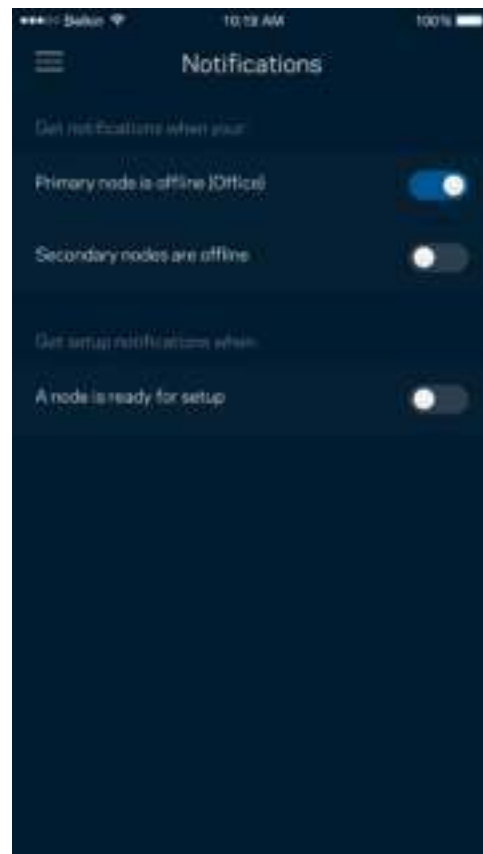 Belkin 10:19 AM 100%
Notifications
Get notifications when your:
Primary node is offline (Office)
Secondary nodes are offline
Get setup notifications when:
A node is ready for setup